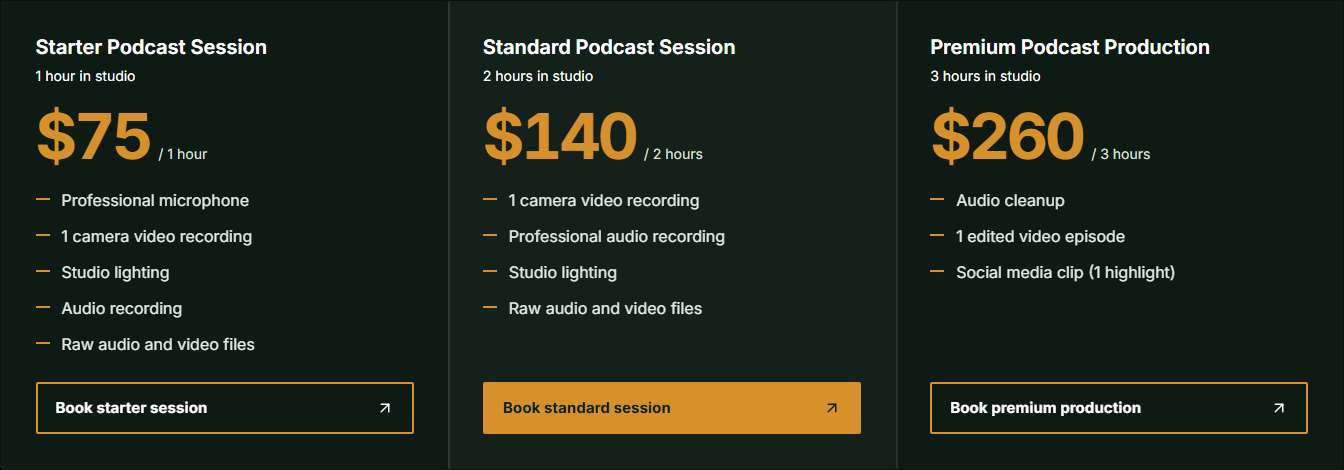 Starter Podcast Session
1 hour in studio
$75 / 1 hour
Professional microphone
1 camera video recording
Studio lighting
Audio recording
Raw audio and video files
Book starter session
Standard Podcast Session
2 hours in studio
$140 / 2 hours
1 camera video recording
Professional audio recording
Studio lighting
Raw audio and video files
Book standard session
Premium Podcast Production
3 hours in studio
$260 / 3 hours
Audio cleanup
1 edited video episode
Social media clip (1 highlight)
Book premium production